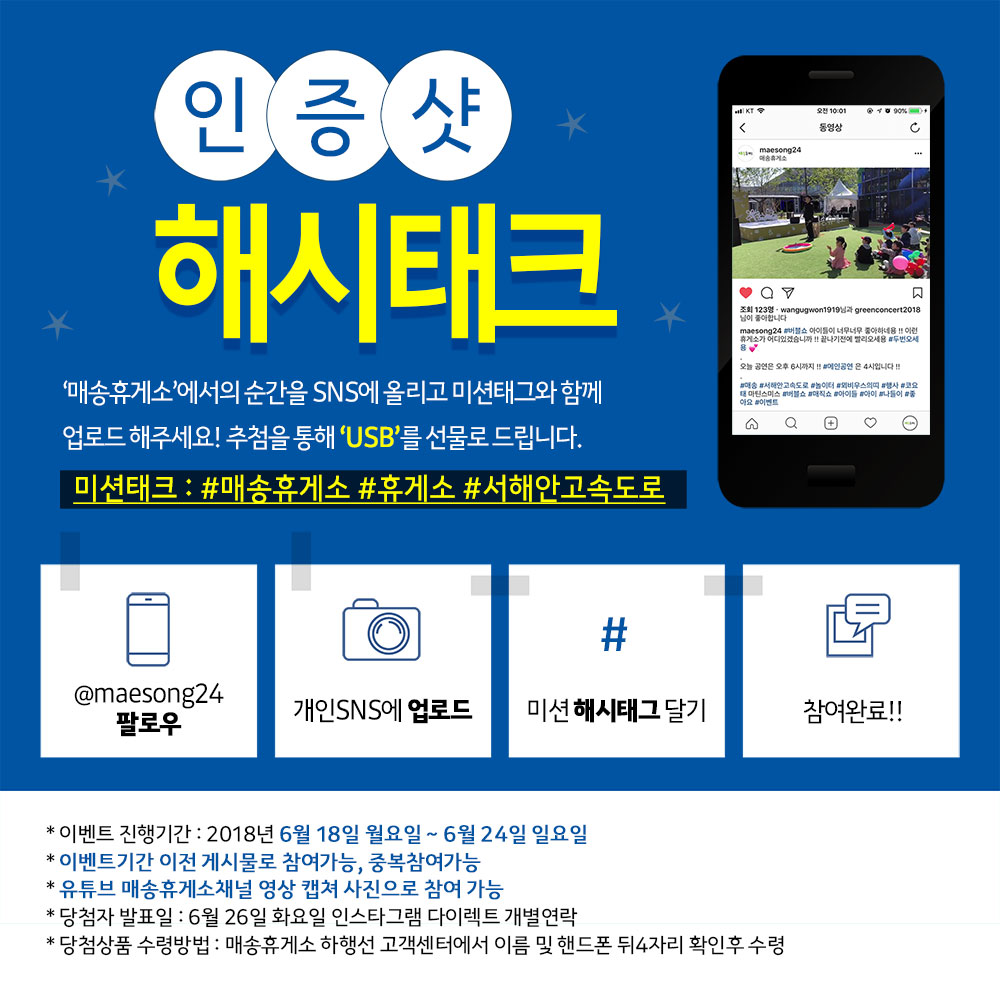 인증샷
해시태크
'매송휴게소'에서의 순간을 SNS에 올리고 미션태그와 함께
업로드 해주세요! 추첨을 통해 'USB'를 선물로 드립니다.
미션태크 : #매송휴게소 #휴게소 #서해안고속도로
KT 오전 10:01 90%
동영상
maesong24
매송휴게소
조회 123명 · wangugwon1919님과 greenconcert2018
님이 좋아합니다
maesong24 #버블쇼 아이들이 너무너무 좋아하네용 !! 이런
휴게소가 어디있겠습니까 !! 끝나기전에 빨리오세용 #두번오세
용 💕
.
오늘 공연은 오후 6시까지 !! #메인공연 은 4시입니다 !!
.
#매송 #서해안고속도로 #놀이터 #뫼비우스의띠 #행사 #코요
태 마틴스미스 #버블쇼 #매직쇼 #아이들 #아이 #나들이 #좋
아요 #이벤트
@maesong24
팔로우
개인SNS에 업로드
#
미션 해시태그 달기
참여완료!!
* 이벤트 진행기간 : 2018년 6월 18일 월요일 ~ 6월 24일 일요일
* 이벤트기간 이전 게시물로 참여가능, 중복참여가능
* 유튜브 매송휴게소채널 영상 캡쳐 사진으로 참여 가능
* 당첨자 발표일 : 6월 26일 화요일 인스타그램 다이렉트 개별연락
* 당첨상품 수령방법 : 매송휴게소 하행선 고객센터에서 이름 및 핸드폰 뒤4자리 확인후 수령